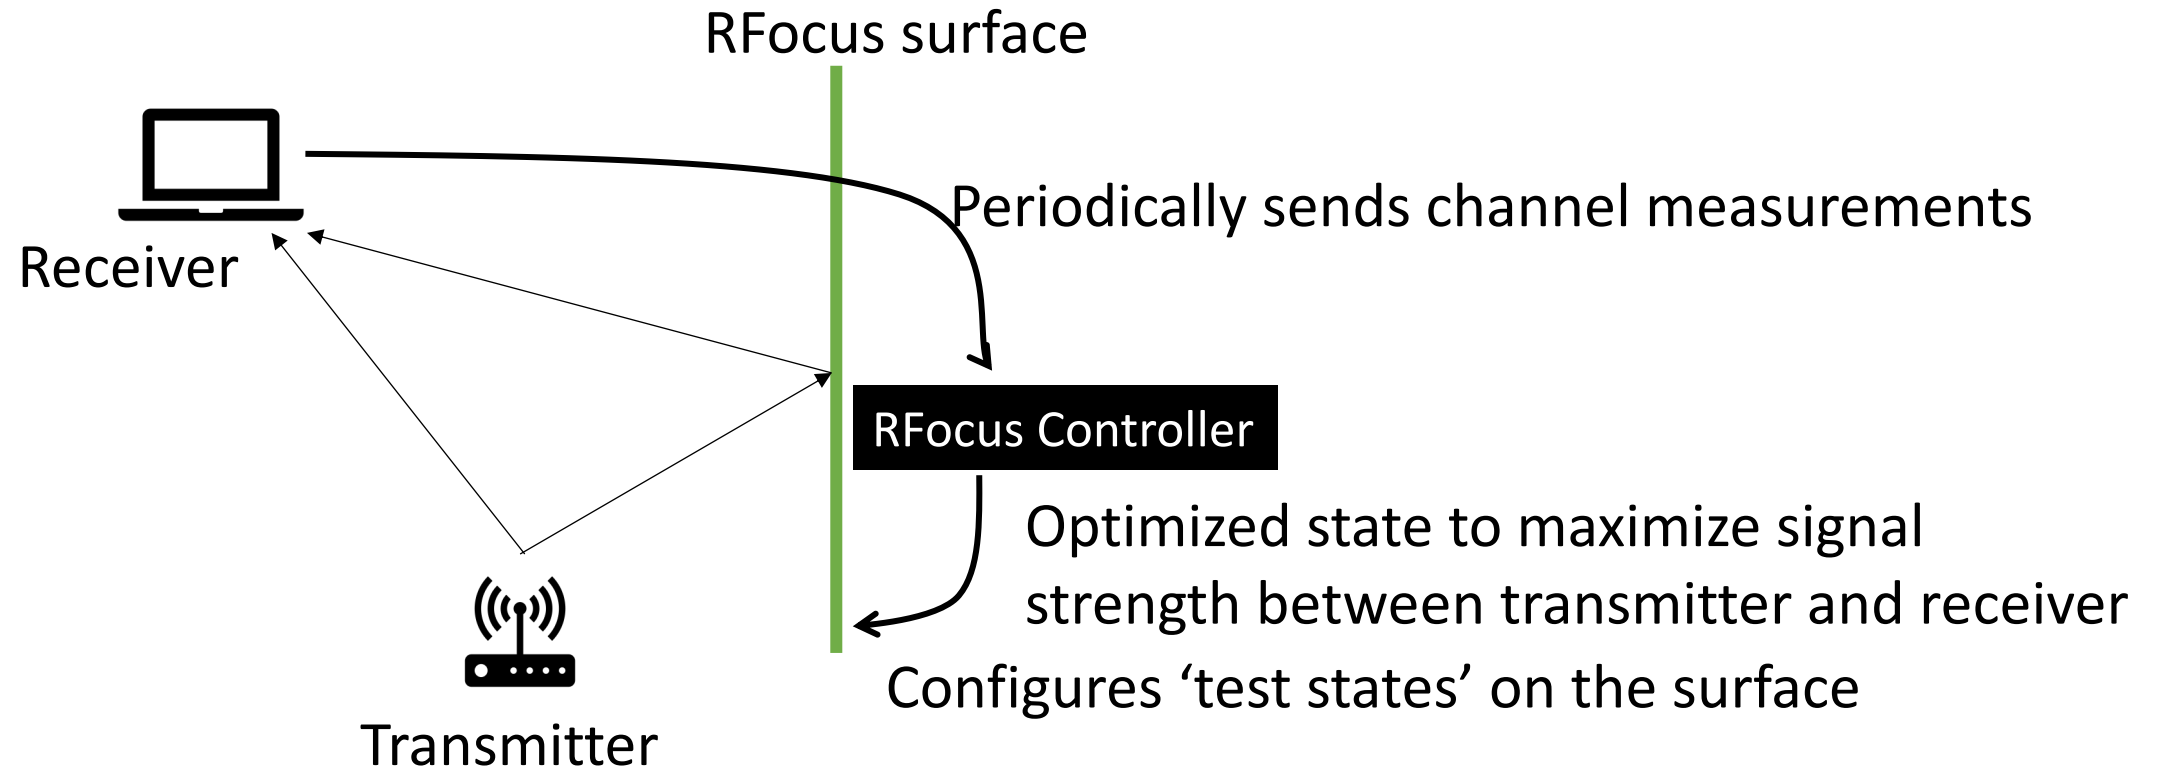 RFocus surface
Periodically sends channel measurements
Receiver
RFocus Controller
Optimized state to maximize signal
strength between transmitter and receiver
Configures ‘test states’ on the surface
Transmitter